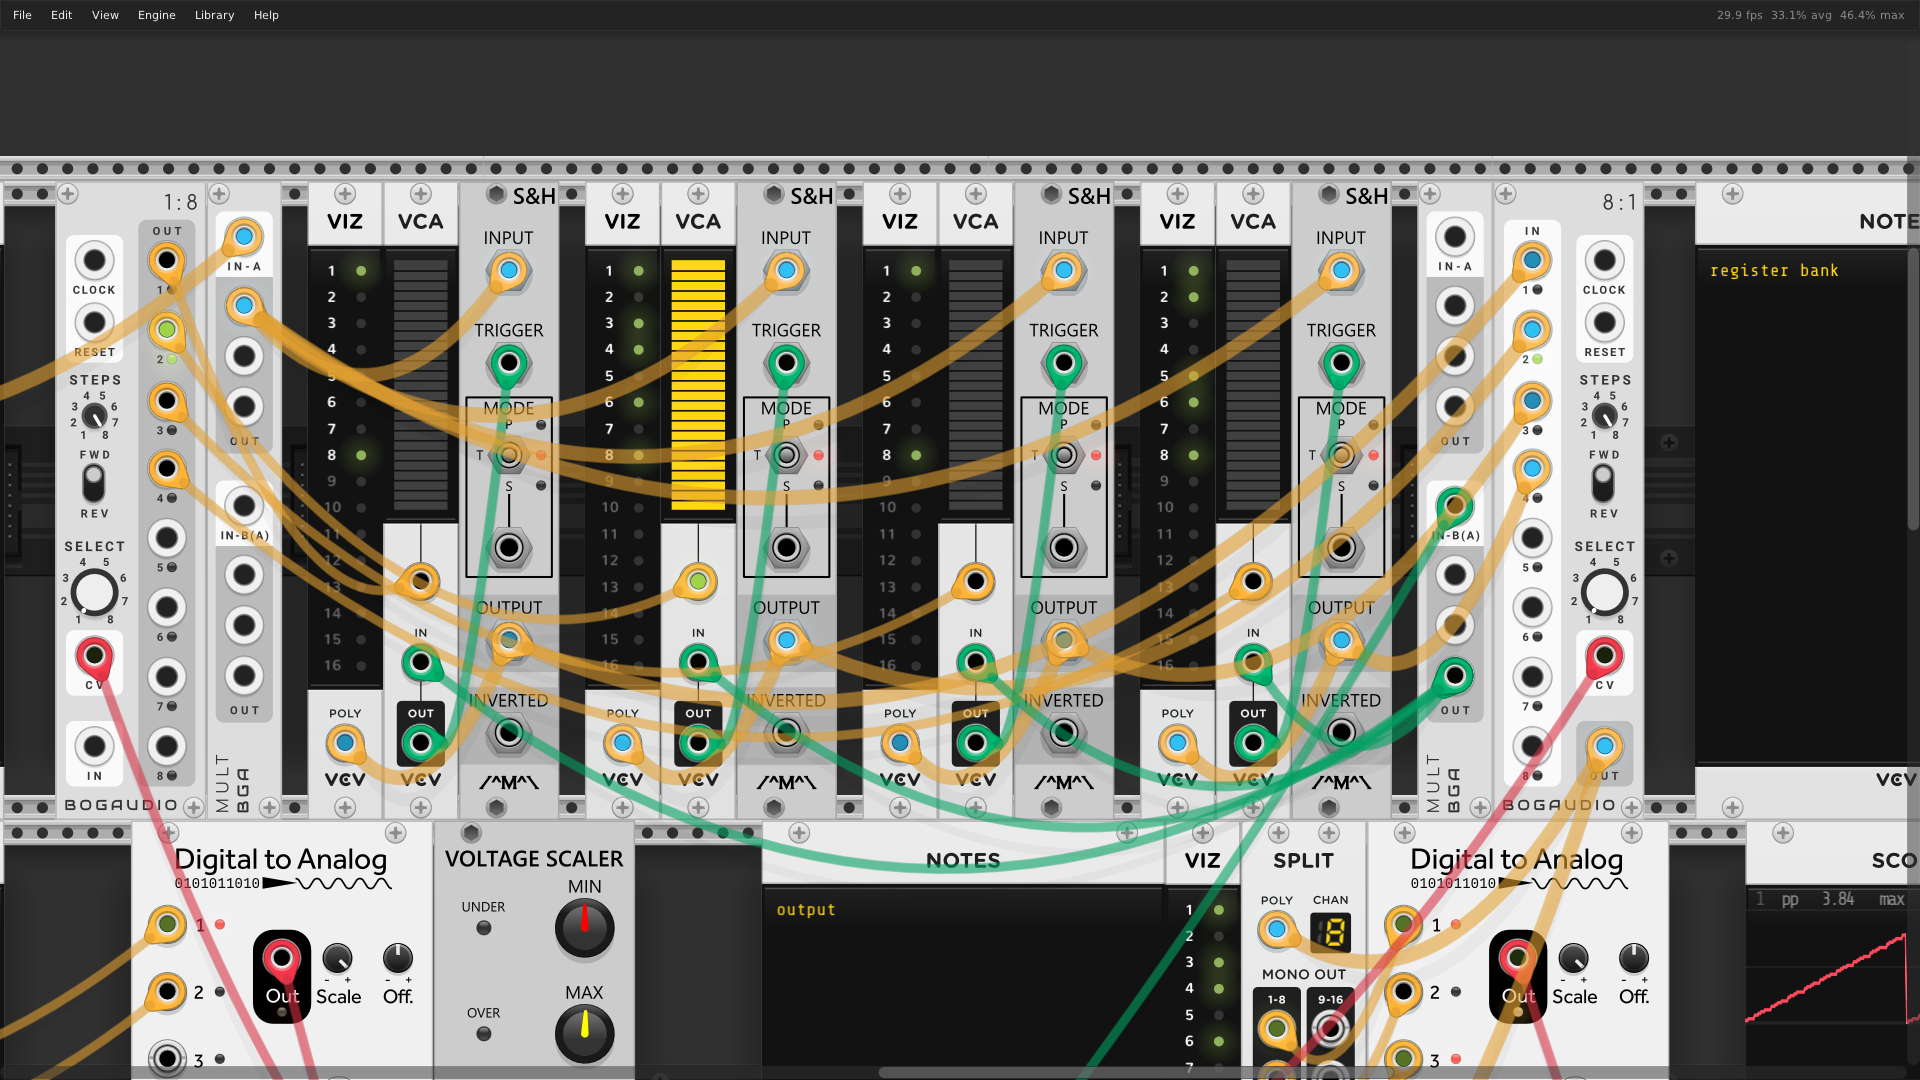 File Edit View Engine Library Help
29.9 fps 33.1% avg 46.4% max
1:8
OUT
CLOCK
RESET
STEPS
4 5
3 6
2 7
1 8
FWD
REV
SELECT
4 5
3 6
2 7
1 8
CV
IN
1
2
3
4
5
6
7
8
BOGAUDIO
IN-A
OUT
IN-B(A)
OUT
MULT
BGA
VIZ
1
2
3
4
5
6
7
8
9
10
11
12
13
14
15
16
POLY
VCV
VCA
IN
OUT
VCV
S&H
INPUT
TRIGGER
MODE
P
T
S
OUTPUT
INVERTED
/^M^\
VIZ
1
2
3
4
5
6
7
8
9
10
11
12
13
14
15
16
POLY
VCV
VCA
IN
OUT
VCV
S&H
INPUT
TRIGGER
MODE
P
T
S
OUTPUT
INVERTED
/^M^\
VIZ
1
2
3
4
5
6
7
8
9
10
11
12
13
14
15
16
POLY
VCV
VCA
IN
OUT
VCV
S&H
INPUT
TRIGGER
MODE
P
T
S
OUTPUT
INVERTED
/^M^\
VIZ
1
2
3
4
5
6
7
8
9
10
11
12
13
14
15
16
POLY
VCV
VCA
IN
OUT
VCV
S&H
INPUT
TRIGGER
MODE
P
T
S
OUTPUT
INVERTED
/^M^\
IN-A
OUT
IN-B(A)
OUT
MULT
BGA
8:1
IN
1
2
3
4
5
6
7
8
CLOCK
RESET
STEPS
4 5
3 6
2 7
1 8
FWD
REV
SELECT
4 5
3 6
2 7
1 8
CV
OUT
BOGAUDIO
NOTE
register bank
VCV
Digital to Analog
0101011010
1
2
3
Out
Scale
Off.
- +
- +
VOLTAGE SCALER
MIN
UNDER
MAX
OVER
NOTES
output
VIZ
1
2
3
4
5
6
7
SPLIT
POLY CHAN
8
MONO OUT
1-8 9-16
Digital to Analog
0101011010
1
2
3
Out
Scale
Off.
- +
- +
SCO
1 pp 3.84 max